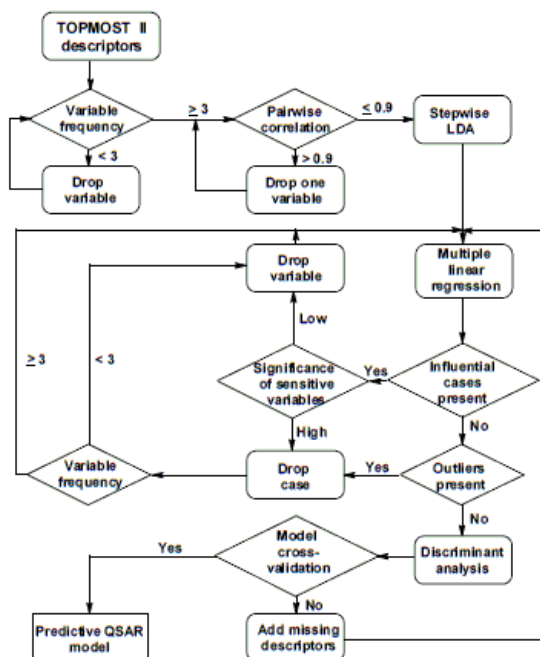 TOPMOST II
descriptors
Variable
frequency
≥ 3
Pairwise
correlation
≤ 0.9
Stepwise
LDA
< 3
> 0.9
Drop
variable
Drop one
variable
Drop
variable
Multiple
linear
regression
Low
≥ 3
< 3
Significance
of sensitive
variables
Yes
Influential
cases
present
High
No
Variable
frequency
Drop
case
Yes
Outliers
present
No
Yes
Model
cross-
validation
Discriminant
analysis
No
Predictive QSAR
model
Add missing
descriptors